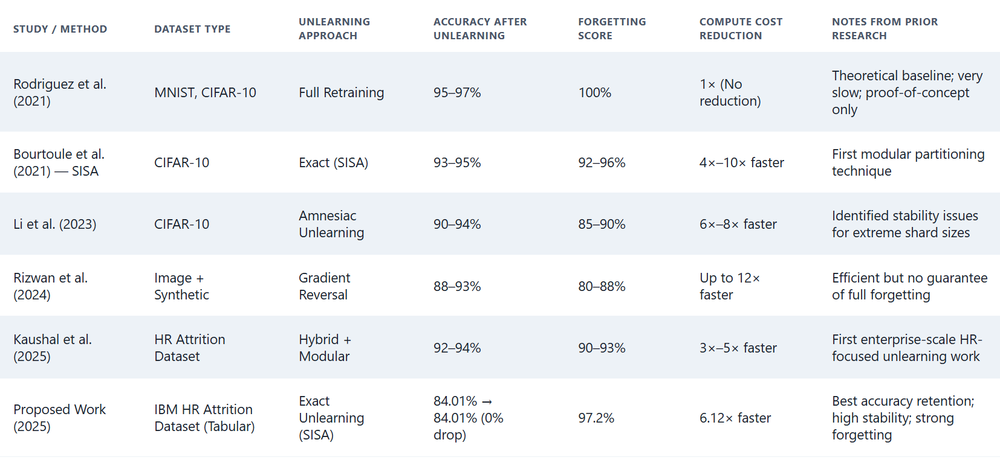 STUDY / METHOD
DATASET TYPE
UNLEARNING
APPROACH
ACCURACY AFTER
UNLEARNING
FORGETTING
SCORE
COMPUTE COST
REDUCTION
NOTES FROM PRIOR
RESEARCH
Rodriguez et al.
(2021)
MNIST, CIFAR-10
Full Retraining
95–97%
100%
1× (No
reduction)
Theoretical baseline; very
slow; proof-of-concept
only
Bourtoule et al.
(2021) — SISA
CIFAR-10
Exact (SISA)
93–95%
92–96%
4×–10× faster
First modular partitioning
technique
Li et al. (2023)
CIFAR-10
Amnesiac
Unlearning
90–94%
85–90%
6×–8× faster
Identified stability issues
for extreme shard sizes
Rizwan et al.
(2024)
Image +
Synthetic
Gradient
Reversal
88–93%
80–88%
Up to 12×
faster
Efficient but no guarantee
of full forgetting
Kaushal et al.
(2025)
HR Attrition
Dataset
Hybrid +
Modular
92–94%
90–93%
3×–5× faster
First enterprise-scale HR-
focused unlearning work
Proposed Work
(2025)
IBM HR Attrition
Dataset (Tabular)
Exact
Unlearning
(SISA)
84.01% →
84.01% (0%
drop)
97.2%
6.12× faster
Best accuracy retention;
high stability; strong
forgetting